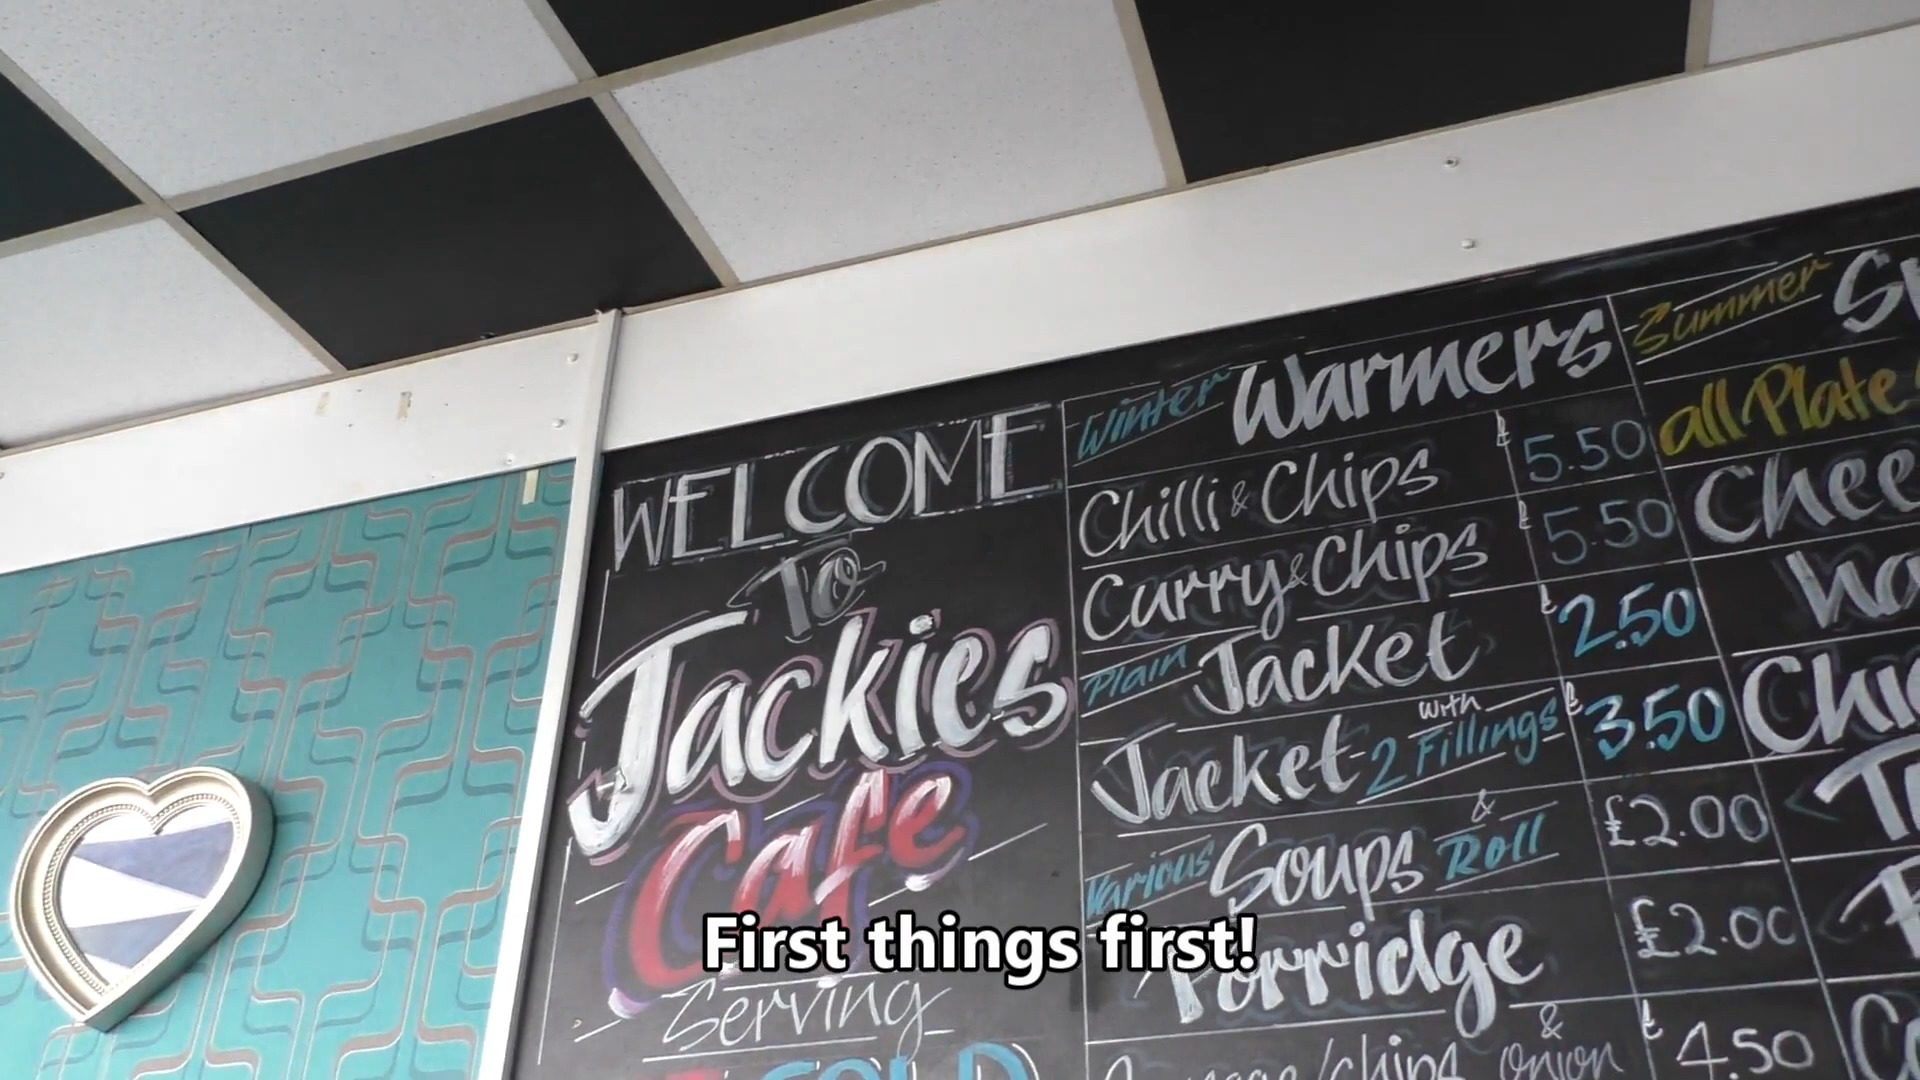 WELCOME
To
Jackies
Cafe
Serving
COLD
Winter Warmers
Chilli & Chips £ 5.50
Curry & Chips £ 5.50
Plain Jacket £ 2.50
Jacket with 2 Fillings £ 3.50
Various Soups & Roll £2.00
Porridge £2.00
/chips & onion £ 4.50
Summer
all Plate
First things first!